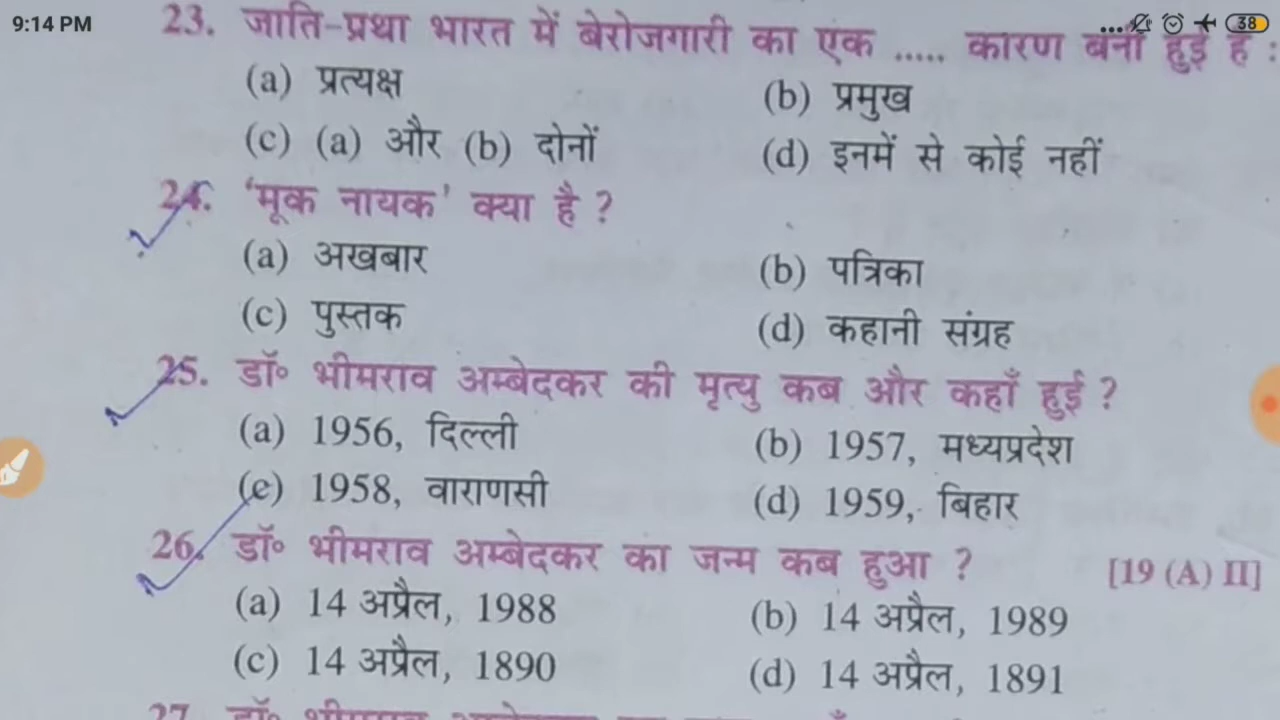 9:14 PM
38
23. जाति-प्रथा भारत में बेरोजगारी का एक ..... कारण बनी हुई है :
(a) प्रत्यक्ष (b) प्रमुख
(c) (a) और (b) दोनों (d) इनमें से कोई नहीं
24. 'मूक नायक' क्या है ?
(a) अखबार (b) पत्रिका
(c) पुस्तक (d) कहानी संग्रह
25. डॉ॰ भीमराव अम्बेदकर की मृत्यु कब और कहाँ हुई ?
(a) 1956, दिल्ली (b) 1957, मध्यप्रदेश
(c) 1958, वाराणसी (d) 1959, बिहार
26. डॉ॰ भीमराव अम्बेदकर का जन्म कब हुआ ? [19 (A) II]
(a) 14 अप्रैल, 1988 (b) 14 अप्रैल, 1989
(c) 14 अप्रैल, 1890 (d) 14 अप्रैल, 1891
27. डॉ॰ भीमराव